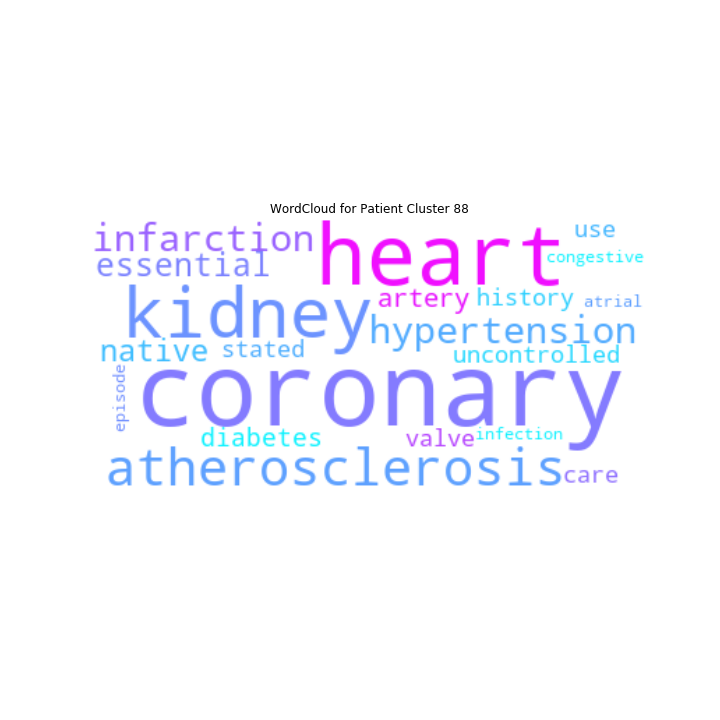 WordCloud for Patient Cluster 88
infarction heart use
essential congestive
kidney artery history atrial
hypertension
native stated uncontrolled
episode coronary
diabetes valve infection
atherosclerosis care